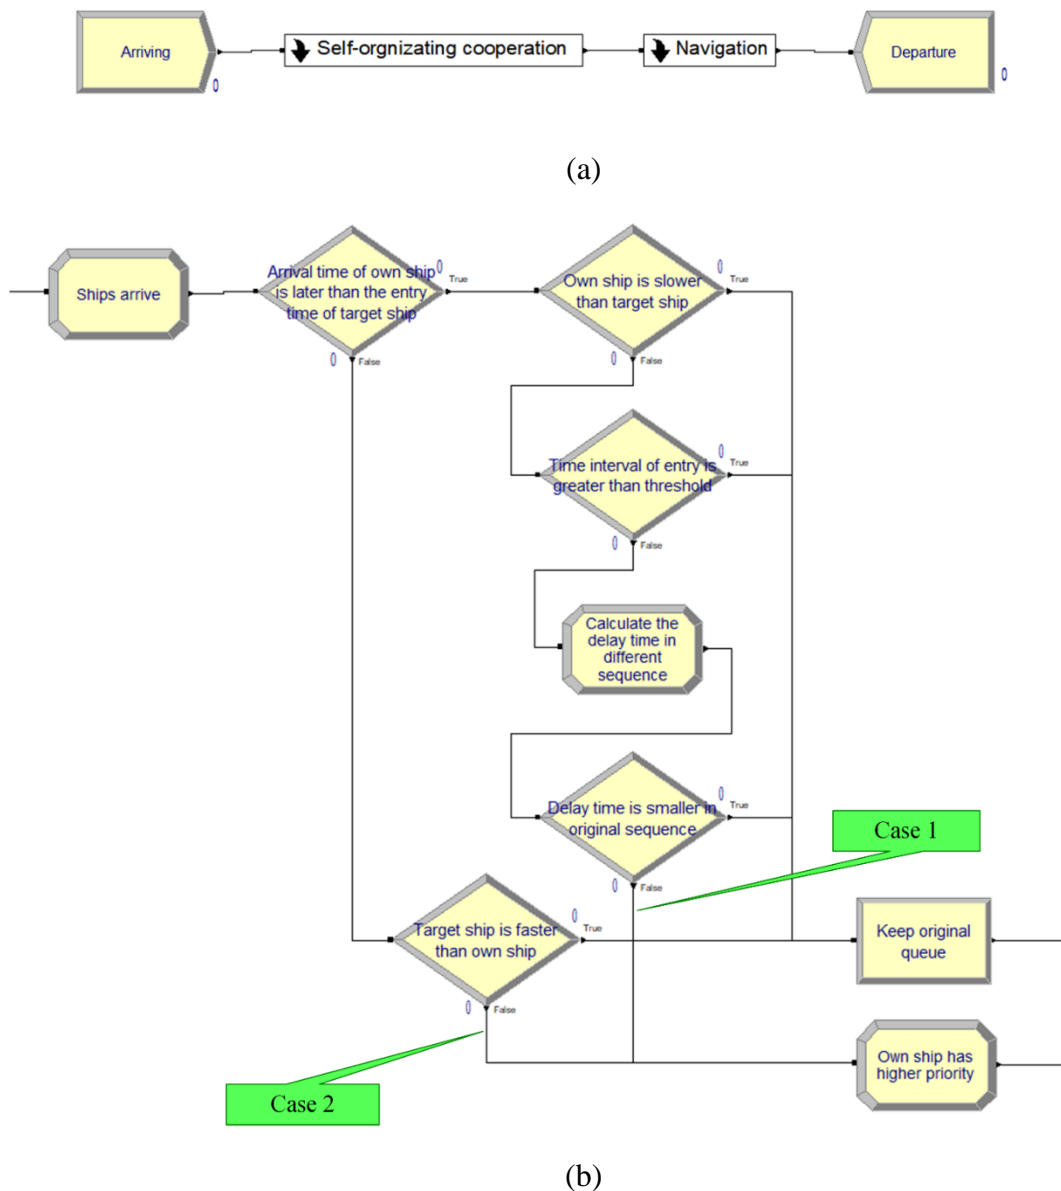 Arriving
0
Self-orgnizating cooperation
Navigation
Departure
0
(a)
Ships arrive
Arrival time of own ship
is later than the entry
time of target ship
0
True
0
False
Own ship is slower
than target ship
0
True
0
False
Time interval of entry is
greater than threshold
0
True
0
False
Calculate the
delay time in
different
sequence
Delay time is smaller in
original sequence
0
True
0
False
Case 1
Target ship is faster
than own ship
0
True
0
False
Keep original
queue
Own ship has
higher priority
Case 2
(b)